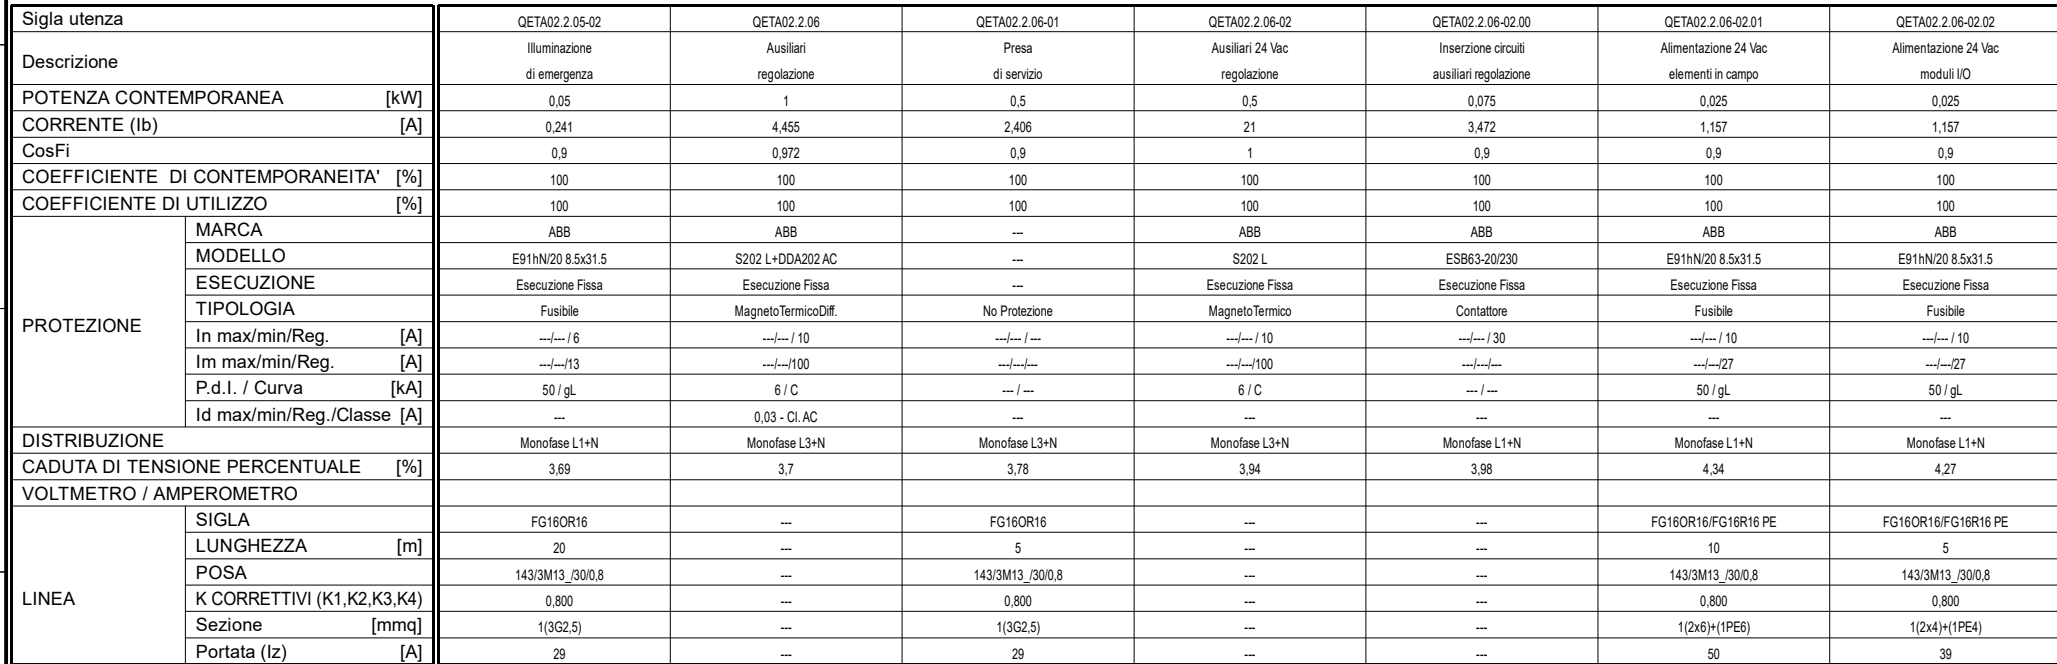 Sigla utenza QETA02.2.05-02 QETA02.2.06 QETA02.2.06-01 QETA02.2.06-02 QETA02.2.06-02.00 QETA02.2.06-02.01 QETA02.2.06-02.02
Illuminazione Ausiliari Presa Ausiliari 24 Vac Inserzione circuiti Alimentazione 24 Vac Alimentazione 24 Vac
Descrizione
di emergenza regolazione di servizio regolazione ausiliari regolazione elementi in campo moduli I/O
POTENZA CONTEMPORANEA [kW] 0,05 1 0,5 0,5 0,075 0,025 0,025
CORRENTE (Ib) [A] 0,241 4,455 2,406 21 3,472 1,157 1,157
CosFi 0,9 0,972 0,9 1 0,9 0,9 0,9
COEFFICIENTE DI CONTEMPORANEITA' [%] 100 100 100 100 100 100 100
COEFFICIENTE DI UTILIZZO [%] 100 100 100 100 100 100 100
MARCA ABB ABB --- ABB ABB ABB ABB
MODELLO E91hN/20 8.5x31.5 S202 L+DDA202 AC --- S202 L ESB63-20/230 E91hN/20 8.5x31.5 E91hN/20 8.5x31.5
ESECUZIONE Esecuzione Fissa Esecuzione Fissa --- Esecuzione Fissa Esecuzione Fissa Esecuzione Fissa Esecuzione Fissa
TIPOLOGIA Fusibile MagnetoTermicoDiff. No Protezione MagnetoTermico Contattore Fusibile Fusibile
PROTEZIONE
In max/min/Reg. [A] ---/--- / 6 ---/--- / 10 ---/--- / --- ---/--- / 10 ---/--- / 30 ---/--- / 10 ---/--- / 10
Im max/min/Reg. [A] ---/---/13 ---/---/100 ---/---/--- ---/---/100 ---/---/--- ---/---/27 ---/---/27
P.d.I. / Curva [kA] 50 / gL 6 / C --- / --- 6 / C --- / --- 50 / gL 50 / gL
Id max/min/Reg./Classe [A] --- 0,03 - Cl. AC --- --- --- --- ---
DISTRIBUZIONE Monofase L1+N Monofase L3+N Monofase L3+N Monofase L3+N Monofase L1+N Monofase L1+N Monofase L1+N
CADUTA DI TENSIONE PERCENTUALE [%] 3,69 3,7 3,78 3,94 3,98 4,34 4,27
VOLTMETRO / AMPEROMETRO
SIGLA FG16OR16 --- FG16OR16 --- --- FG16OR16/FG16R16 PE FG16OR16/FG16R16 PE
LUNGHEZZA [m] 20 --- 5 --- --- 10 5
POSA 143/3M13_/30/0,8 --- 143/3M13_/30/0,8 --- --- 143/3M13_/30/0,8 143/3M13_/30/0,8
LINEA
K CORRETTIVI (K1,K2,K3,K4) 0,800 --- 0,800 --- --- 0,800 0,800
Sezione [mmq] 1(3G2,5) --- 1(3G2,5) --- --- 1(2x6)+(1PE6) 1(2x4)+(1PE4)
Portata (Iz) [A] 29 --- 29 --- --- 50 39